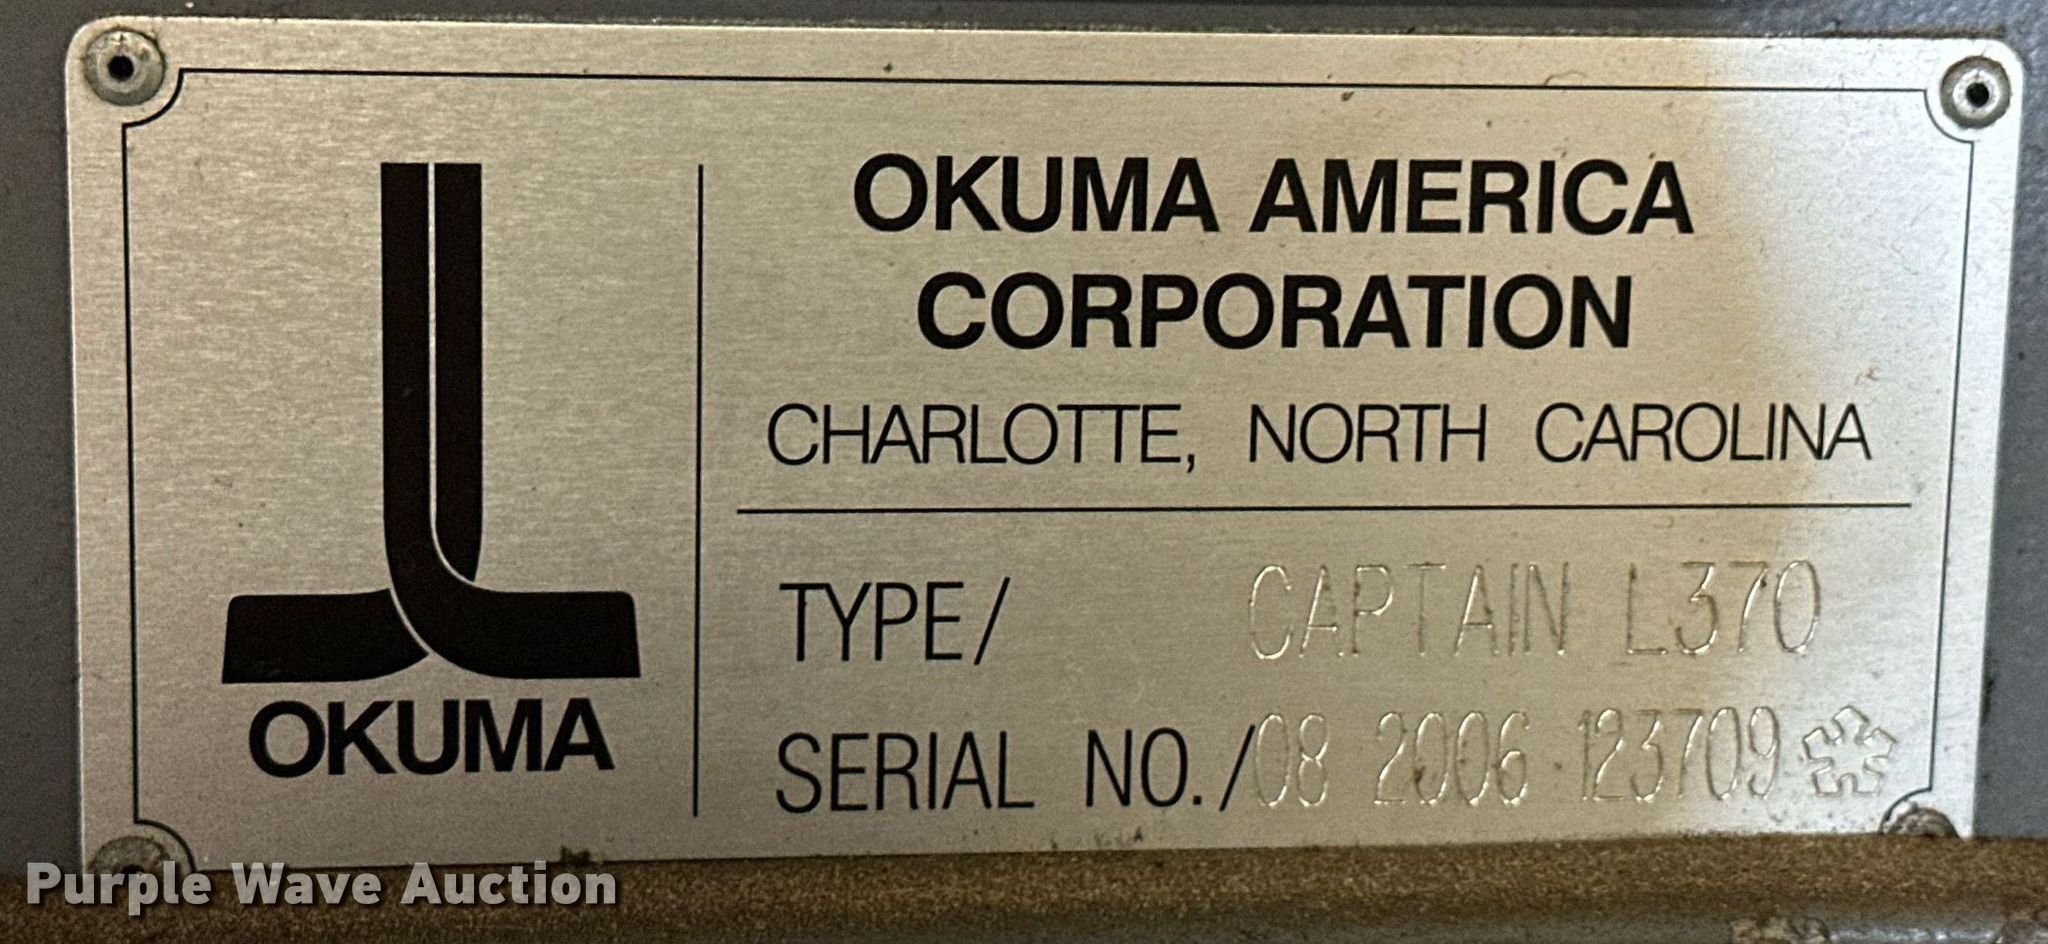 OKUMA AMERICA
CORPORATION
CHARLOTTE, NORTH CAROLINA
TYPE/ CAPTAIN L370
SERIAL NO./08 2006 123709
OKUMA
Purple Wave Auction